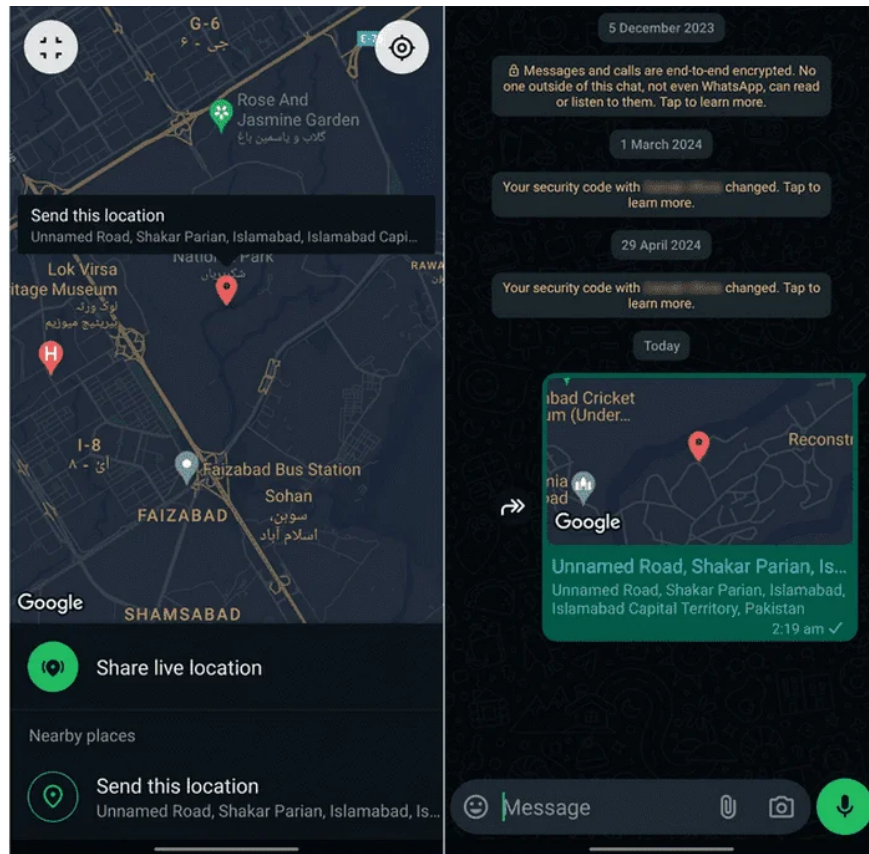 G-6
جی - ۶
E-75
Rose And
Jasmine Garden
گلاب و یاسمین باغ
Send this location
Unnamed Road, Shakar Parian, Islamabad, Islamabad Capi...
National Park
شکرپڑیاں
RAWA
Lok Virsa
itage Museum
لوک ورثہ
ہیریٹیج میوزیم
H
I-8
آئی - ۸
Faizabad Bus Station
Sohan
سوہن،
اسلام آباد
FAIZABAD
Google
SHAMSABAD
Share live location
Nearby places
Send this location
Unnamed Road, Shakar Parian, Islamabad, Is...
5 December 2023
Messages and calls are end-to-end encrypted. No
one outside of this chat, not even WhatsApp, can read
or listen to them. Tap to learn more.
1 March 2024
Your security code with changed. Tap to
learn more.
29 April 2024
Your security code with changed. Tap to
learn more.
Today
abad Cricket
um (Under...
Reconstr
nia
bad
Google
Unnamed Road, Shakar Parian, Is...
Unnamed Road, Shakar Parian, Islamabad,
Islamabad Capital Territory, Pakistan
2:19 am
Message